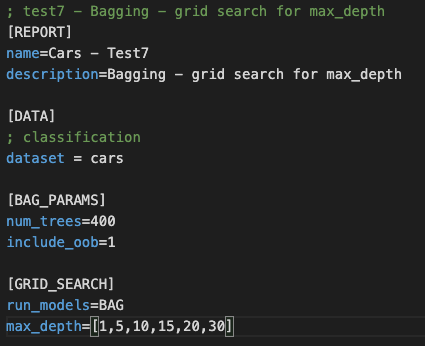 ; test7 - Bagging - grid search for max_depth
[REPORT]
name=Cars - Test7
description=Bagging - grid search for max_depth
[DATA]
; classification
dataset = cars
[BAG_PARAMS]
num_trees=400
include_oob=1
[GRID_SEARCH]
run_models=BAG
max_depth=[1,5,10,15,20,30]